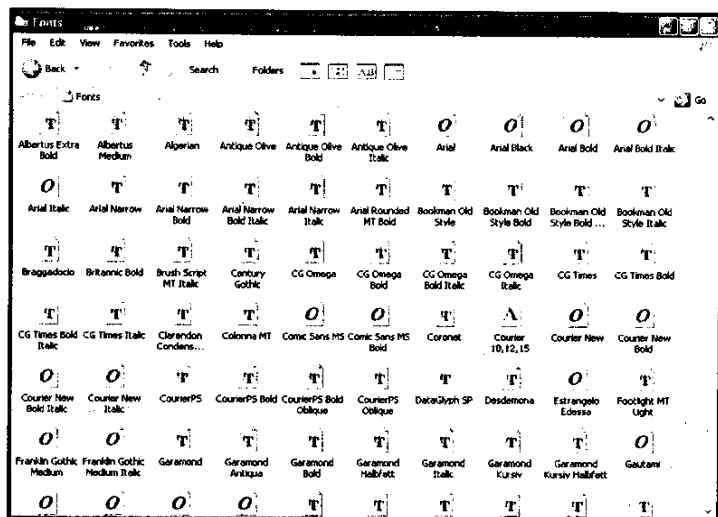 Fonts
File Edit View Favorites Tools Help
Back Search Folders
Fonts Go
Albertus Extra Bold
Albertus Medium
Algerian
Antique Olive
Antique Olive Bold
Antique Olive Italic
Arial
Arial Black
Arial Bold
Arial Bold Italic
Arial Italic
Arial Narrow
Arial Narrow Bold
Arial Narrow Bold Italic
Arial Narrow Italic
Arial Rounded MT Bold
Bookman Old Style
Bookman Old Style Bold
Bookman Old Style Bold ...
Bookman Old Style Italic
Braggadocio
Britannic Bold
Brush Script MT Italic
Century Gothic
CG Omega
CG Omega Bold
CG Omega Bold Italic
CG Omega Italic
CG Times
CG Times Bold
CG Times Bold Italic
CG Times Italic
Clarendon Condens...
Colonna MT
Comic Sans MS
Comic Sans MS Bold
Coronet
Courier 10,12,15
Courier New
Courier New Bold
Courier New Bold Italic
Courier New Italic
CourierPS
CourierPS Bold
CourierPS Bold Oblique
CourierPS Oblique
DataGlyph SP
Desdemona
Estrangelo Edessa
Footlight MT Light
Franklin Gothic Medium
Franklin Gothic Medium Italic
Garamond
Garamond Antiqua
Garamond Bold
Garamond Halbfett
Garamond Italic
Garamond Kursiv
Garamond Kursiv Halbfett
Gautami